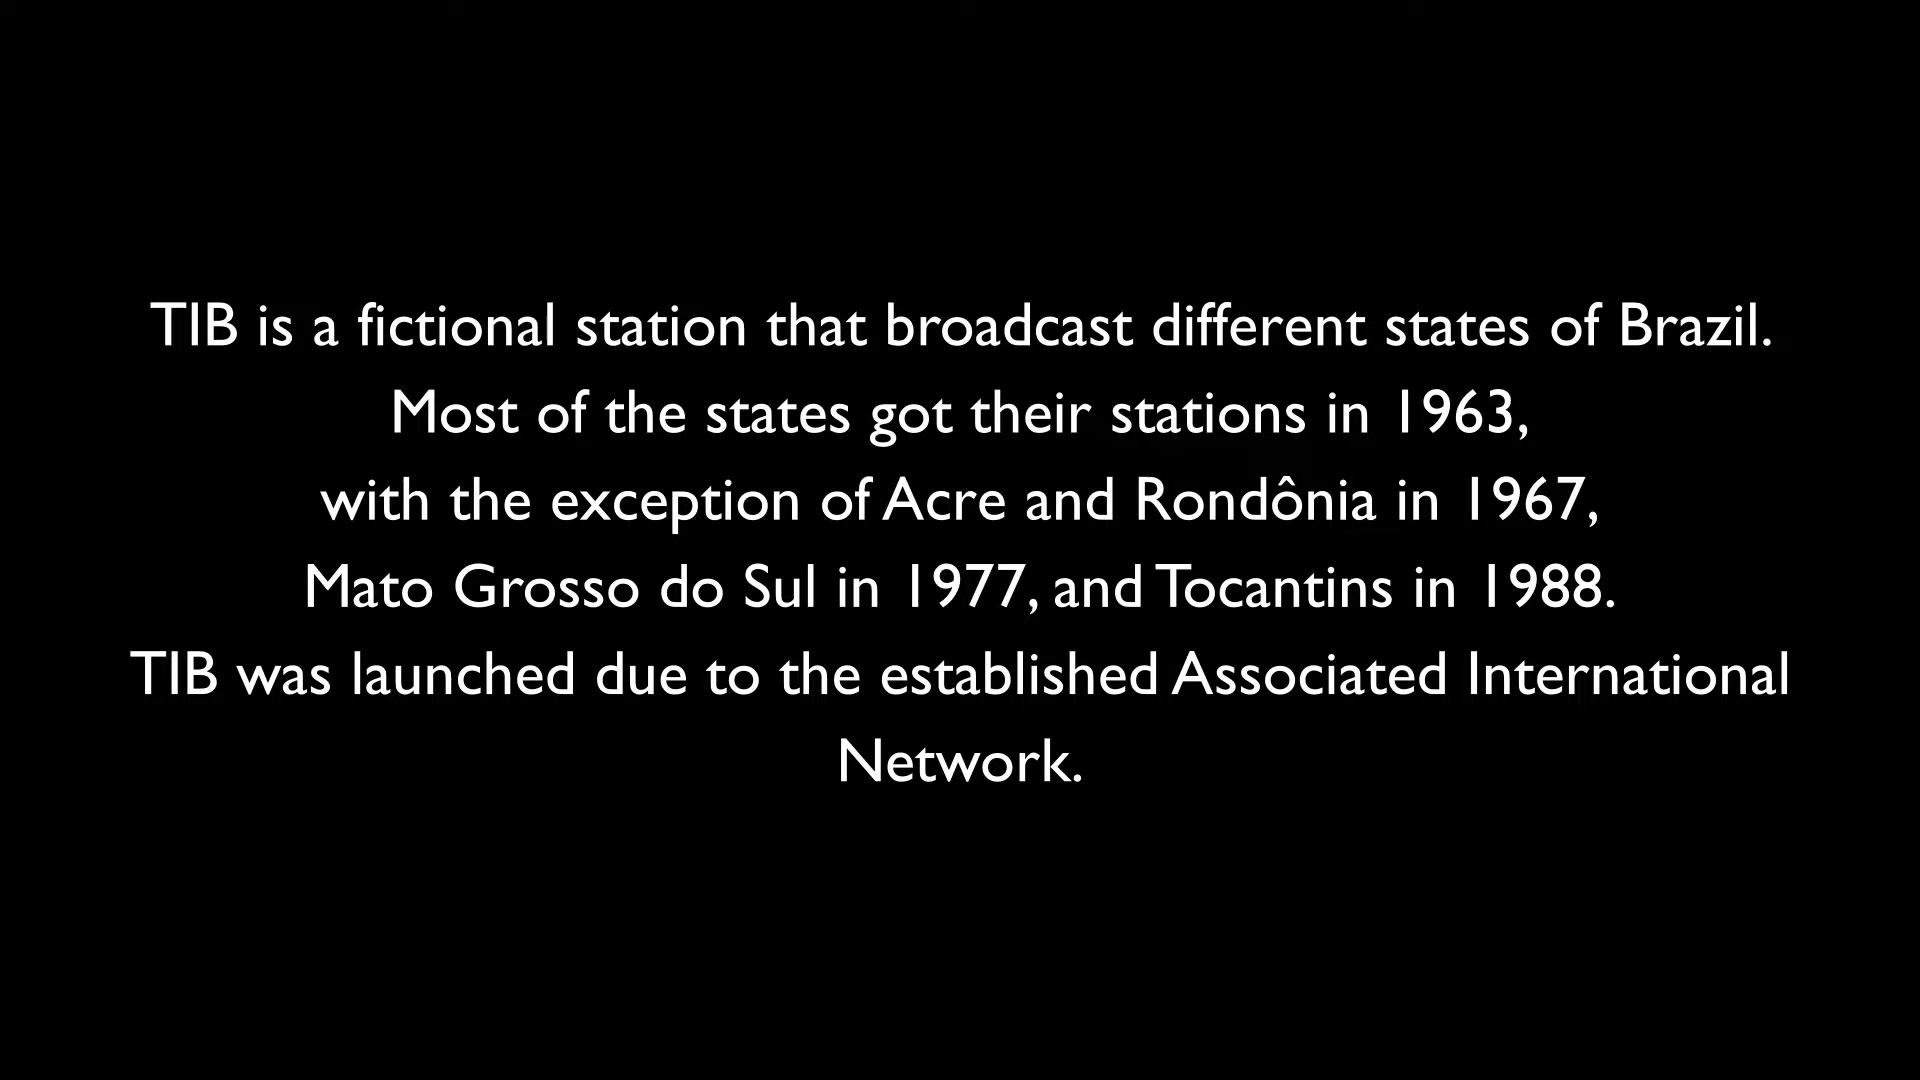 TIB is a fictional station that broadcast different states of Brazil.
Most of the states got their stations in 1963,
with the exception of Acre and Rondônia in 1967,
Mato Grosso do Sul in 1977, and Tocantins in 1988.
TIB was launched due to the established Associated International
Network.